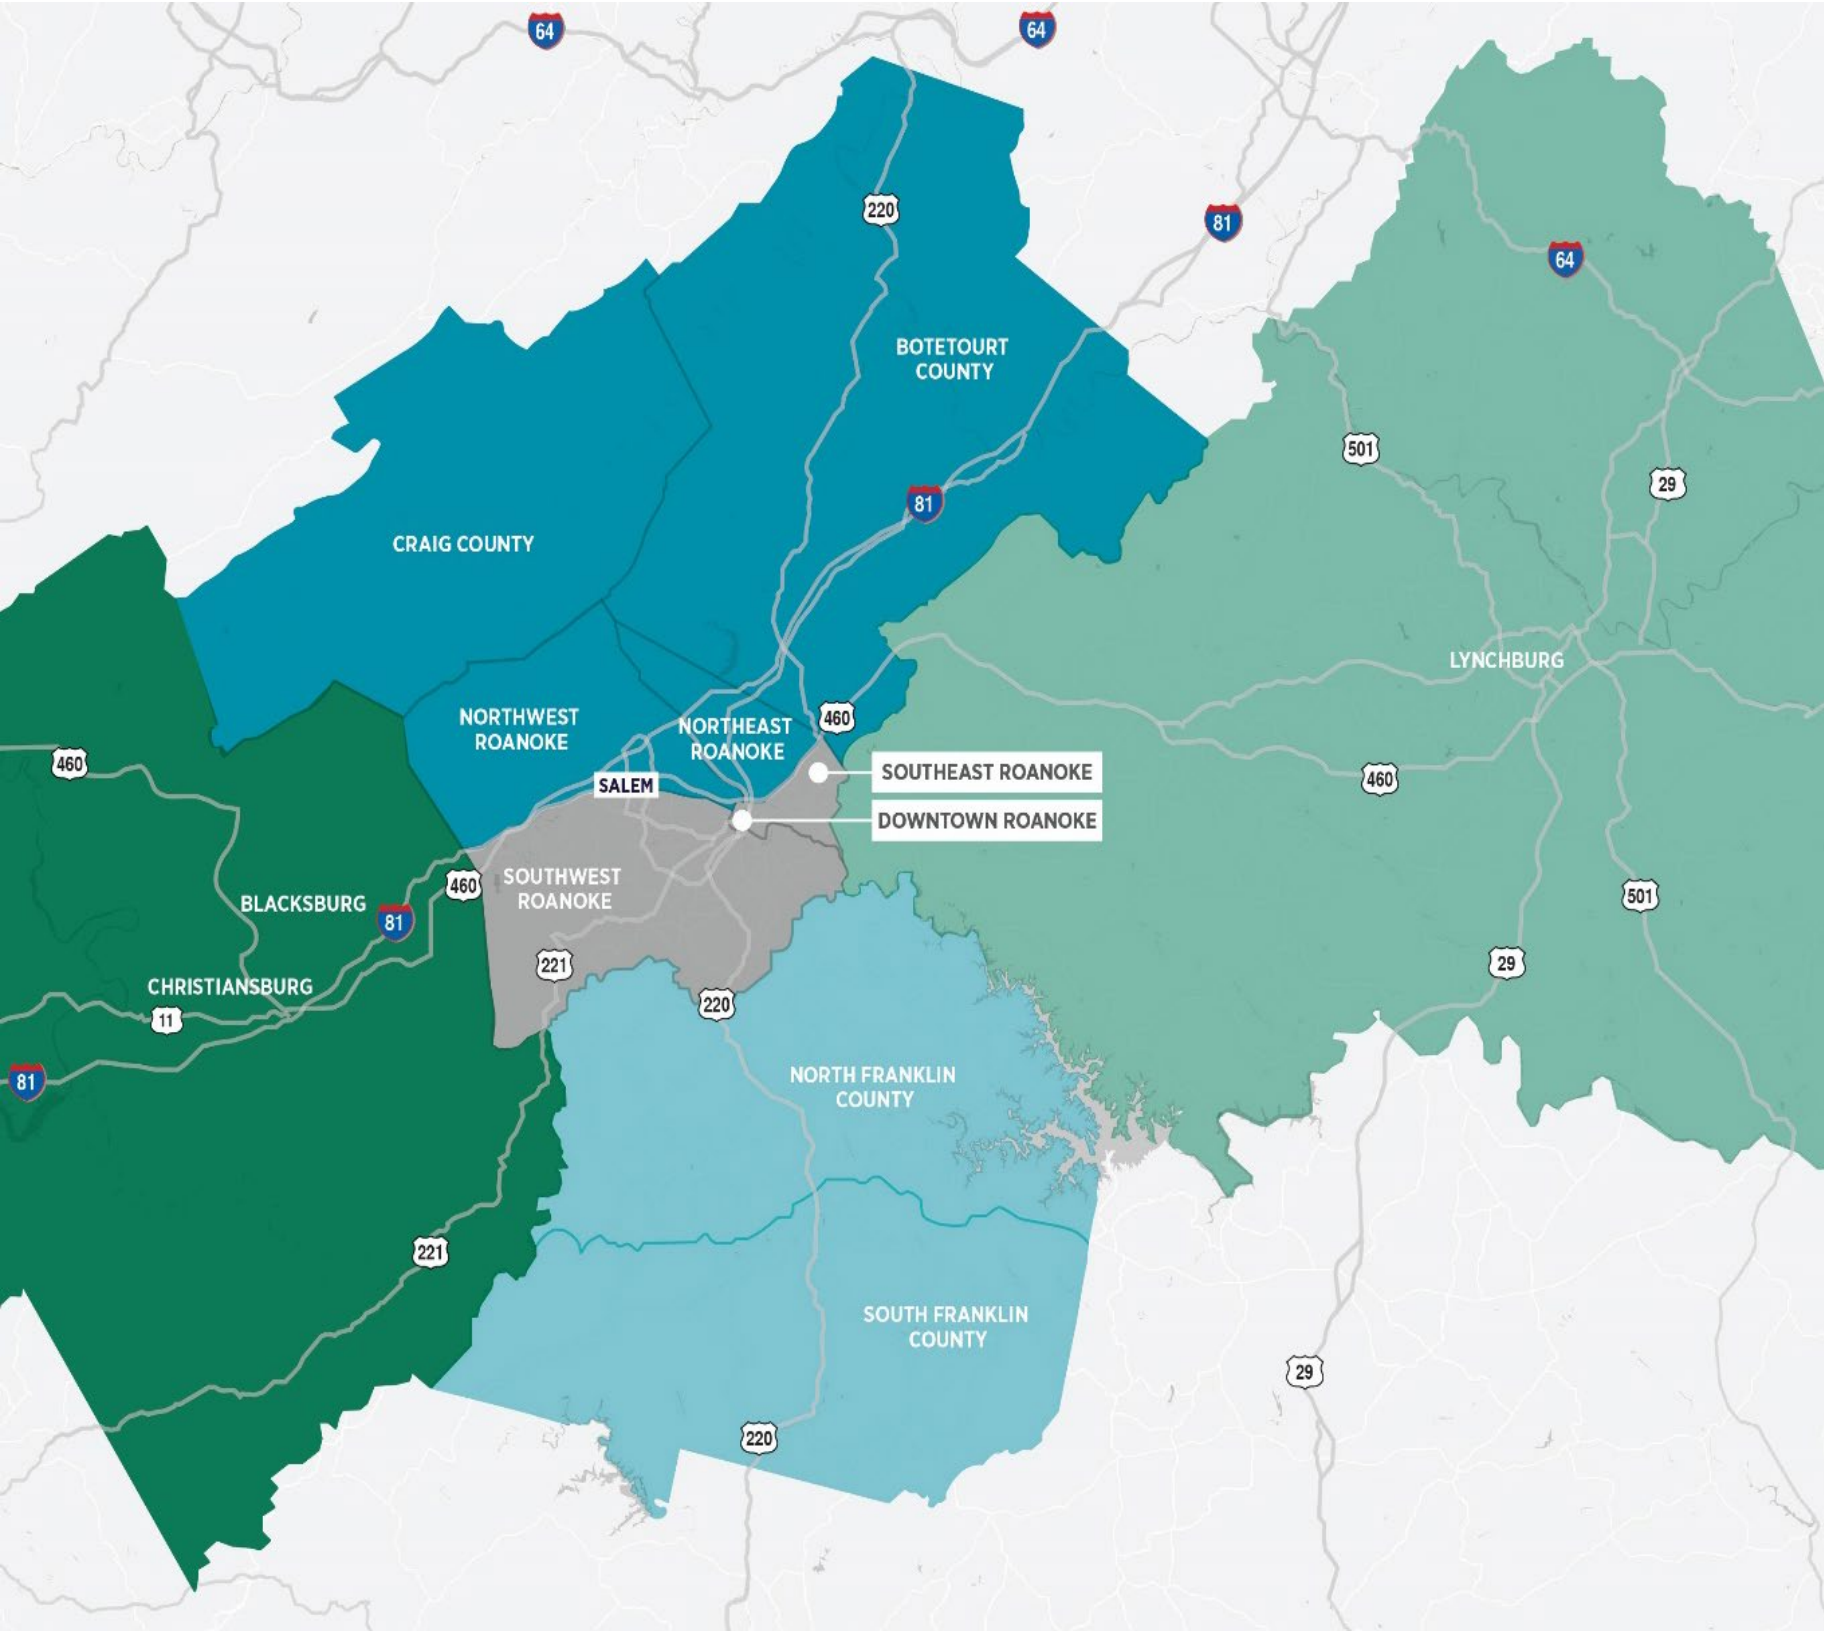 64
64
220
81
64
BOTETOURT
COUNTY
501
29
81
CRAIG COUNTY
LYNCHBURG
NORTHWEST
ROANOKE
NORTHEAST
ROANOKE
460
460
SOUTHEAST ROANOKE
460
SALEM
DOWNTOWN ROANOKE
SOUTHWEST
ROANOKE
460
501
BLACKSBURG
81
221
29
CHRISTIANSBURG
220
11
81
NORTH FRANKLIN
COUNTY
221
SOUTH FRANKLIN
COUNTY
29
220